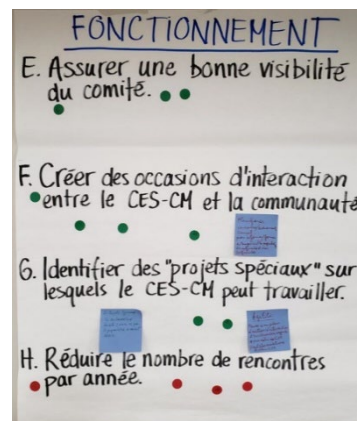 FONCTIONNEMENT
E. Assurer une bonne visibilité
du comité.
F. Créer des occasions d'interaction
entre le CES-CM et la communauté
G. Identifier des "projets spéciaux" sur
lesquels le CES-CM peut travailler.
H. Réduire le nombre de rencontres
par année.